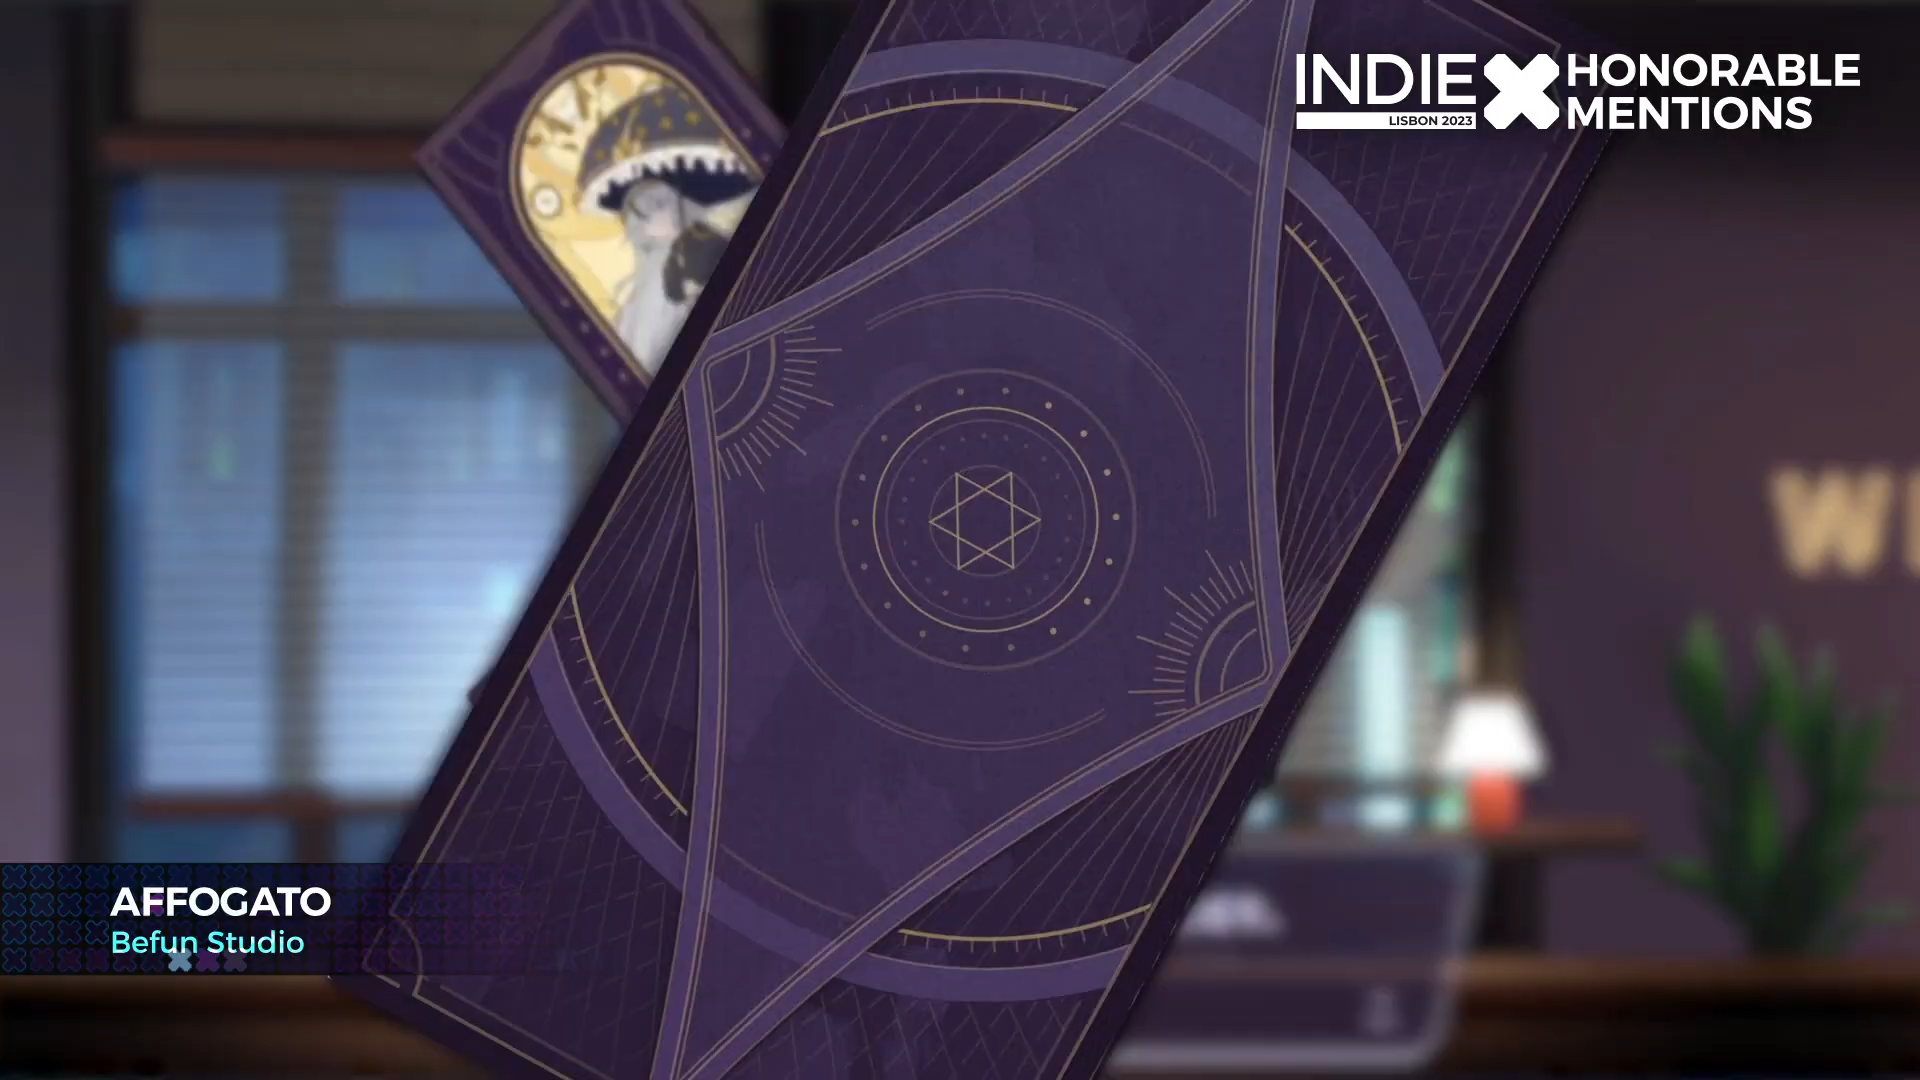 INDIE
LISBON 2023
HONORABLE
MENTIONS
AFFOGATO
Befun Studio